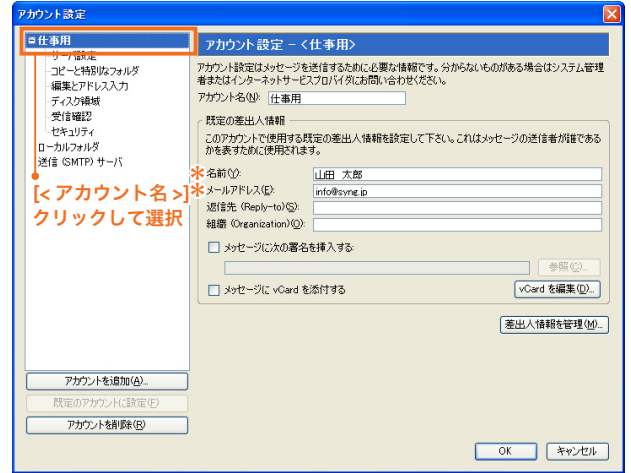 アカウント設定
仕事用
サーバ設定
コピーと特別なフォルダ
編集とアドレス入力
ディスク領域
受信確認
セキュリティ
ローカルフォルダ
送信 (SMTP) サーバ
[<アカウント名>]
クリックして選択
アカウントを追加(A)...
既定のアカウントに設定(F)
アカウントを削除(R)
アカウント設定 - <仕事用>
アカウント設定はメッセージを送信するために必要な情報です。分からないものがある場合はシステム管理
者またはインターネットサービスプロバイダにお問い合わせください。
アカウント名(N): 仕事用
既定の差出人情報
このアカウントで使用する既定の差出人情報を設定して下さい。これはメッセージの送信者が誰である
かを表すために使用されます。
*名前(Y): 山田 太郎
*メールアドレス(E): info@syng.jp
返信先 (Reply-to)(S):
組織 (Organization)(O):
メッセージに次の署名を挿入する:
参照(C)...
メッセージに vCard を添付する
vCard を編集(D)...
差出人情報を管理(M)...
OK
キャンセル